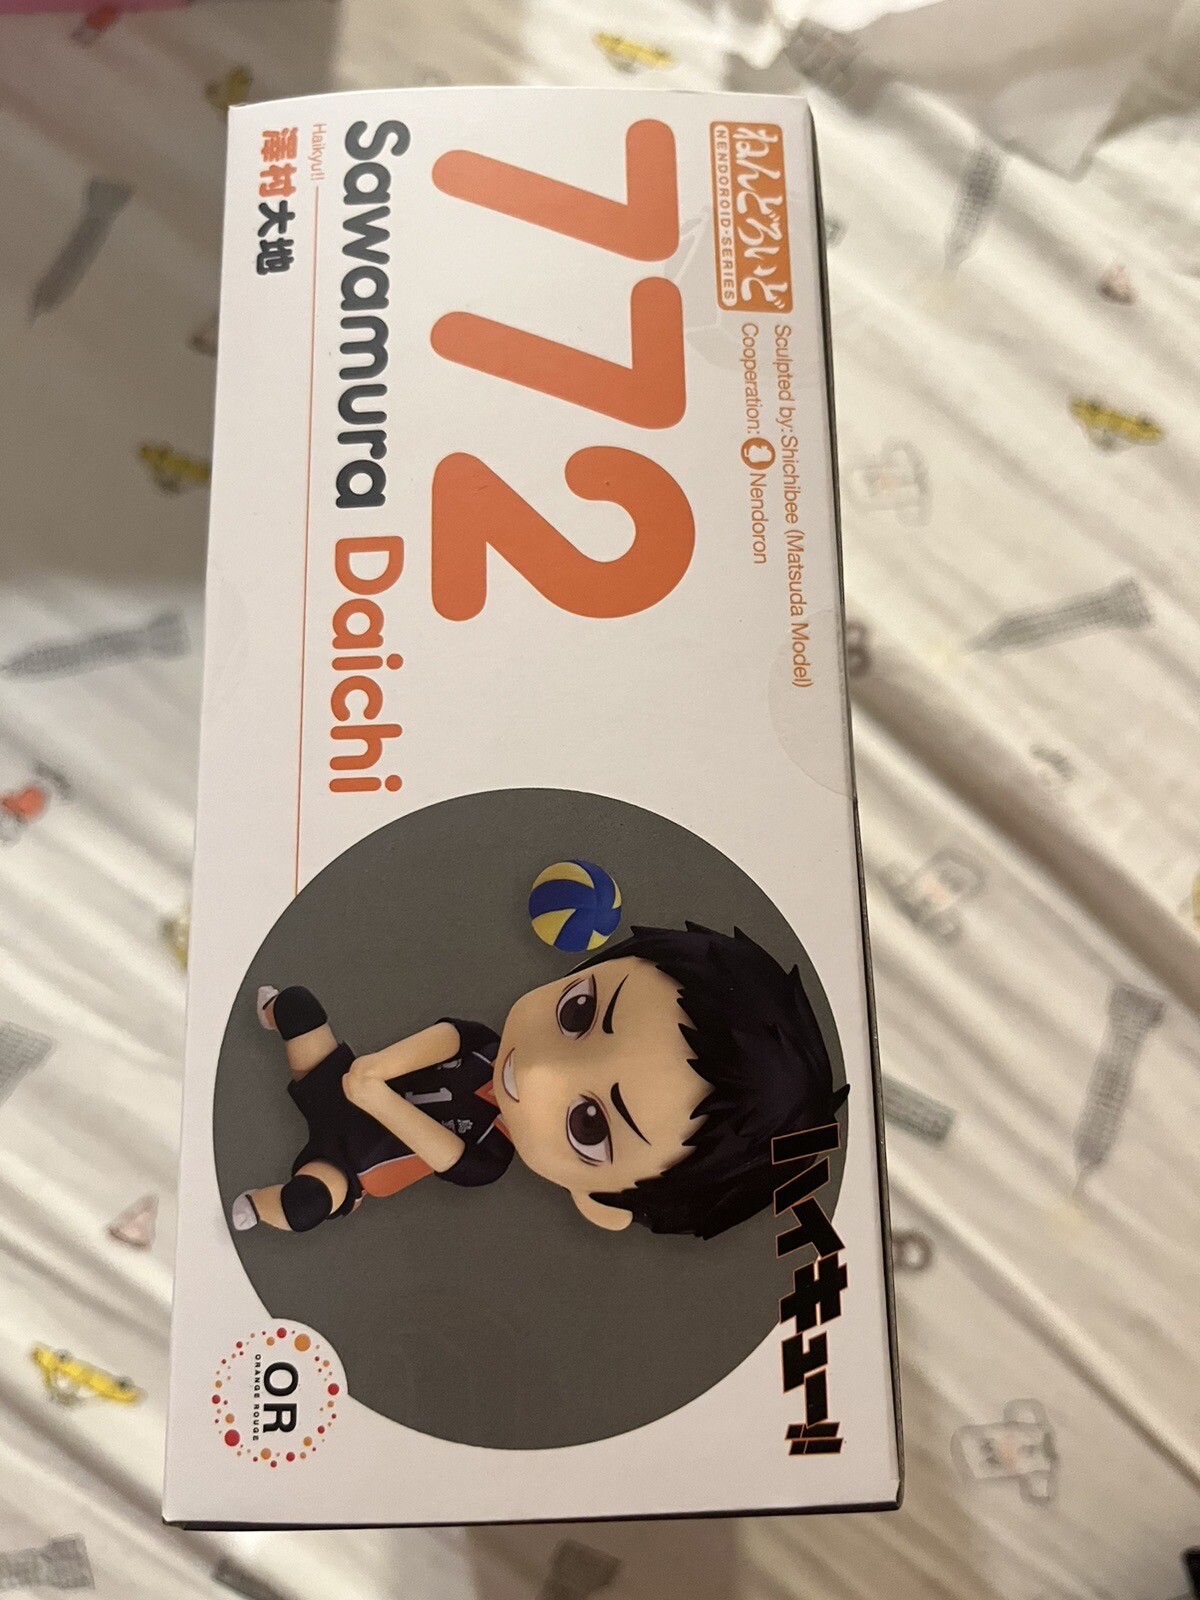 ねんどろいど
NENDOROID·SERIES
Sculpted by:Shichibee (Matsuda Model)
Cooperation: Nendoron
772
Sawamura Daichi
Haikyu!!
澤村大地
1
ハイキュー!!
OR
ORANGE ROUGE